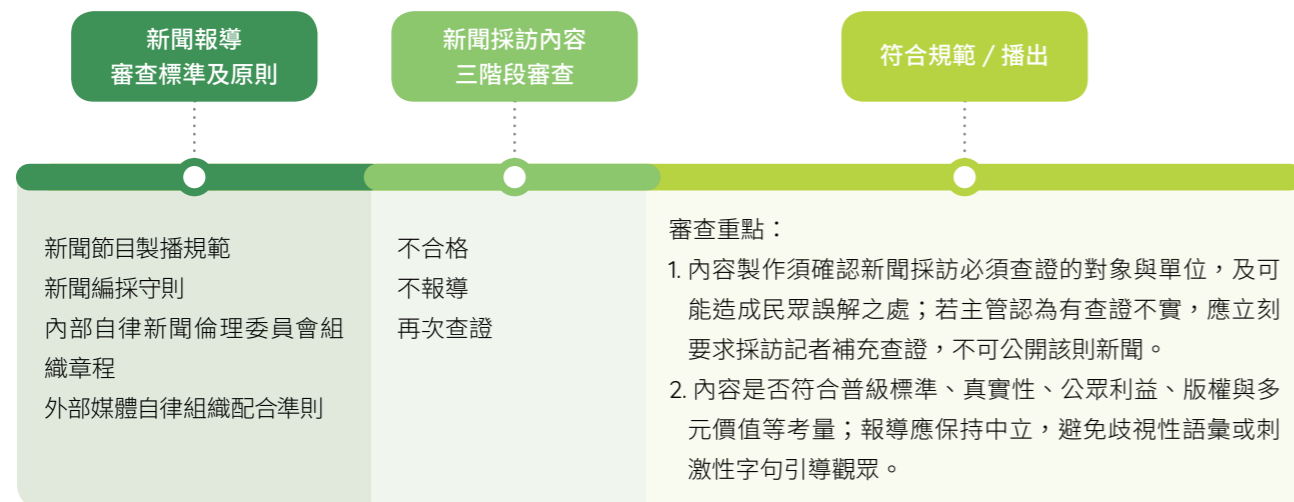 新聞報導
審查標準及原則
新聞採訪內容
三階段審查
符合規範 / 播出
新聞節目製播規範
新聞編採守則
內部自律新聞倫理委員會組
織章程
外部媒體自律組織配合準則
不合格
不報導
再次查證
審查重點：
1. 內容製作須確認新聞採訪必須查證的對象與單位，及可
能造成民眾誤解之處；若主管認為有查證不實，應立刻
要求採訪記者補充查證，不可公開該則新聞。
2. 內容是否符合普級標準、真實性、公眾利益、版權與多
元價值等考量；報導應保持中立，避免歧視性語彙或刺
激性字句引導觀眾。